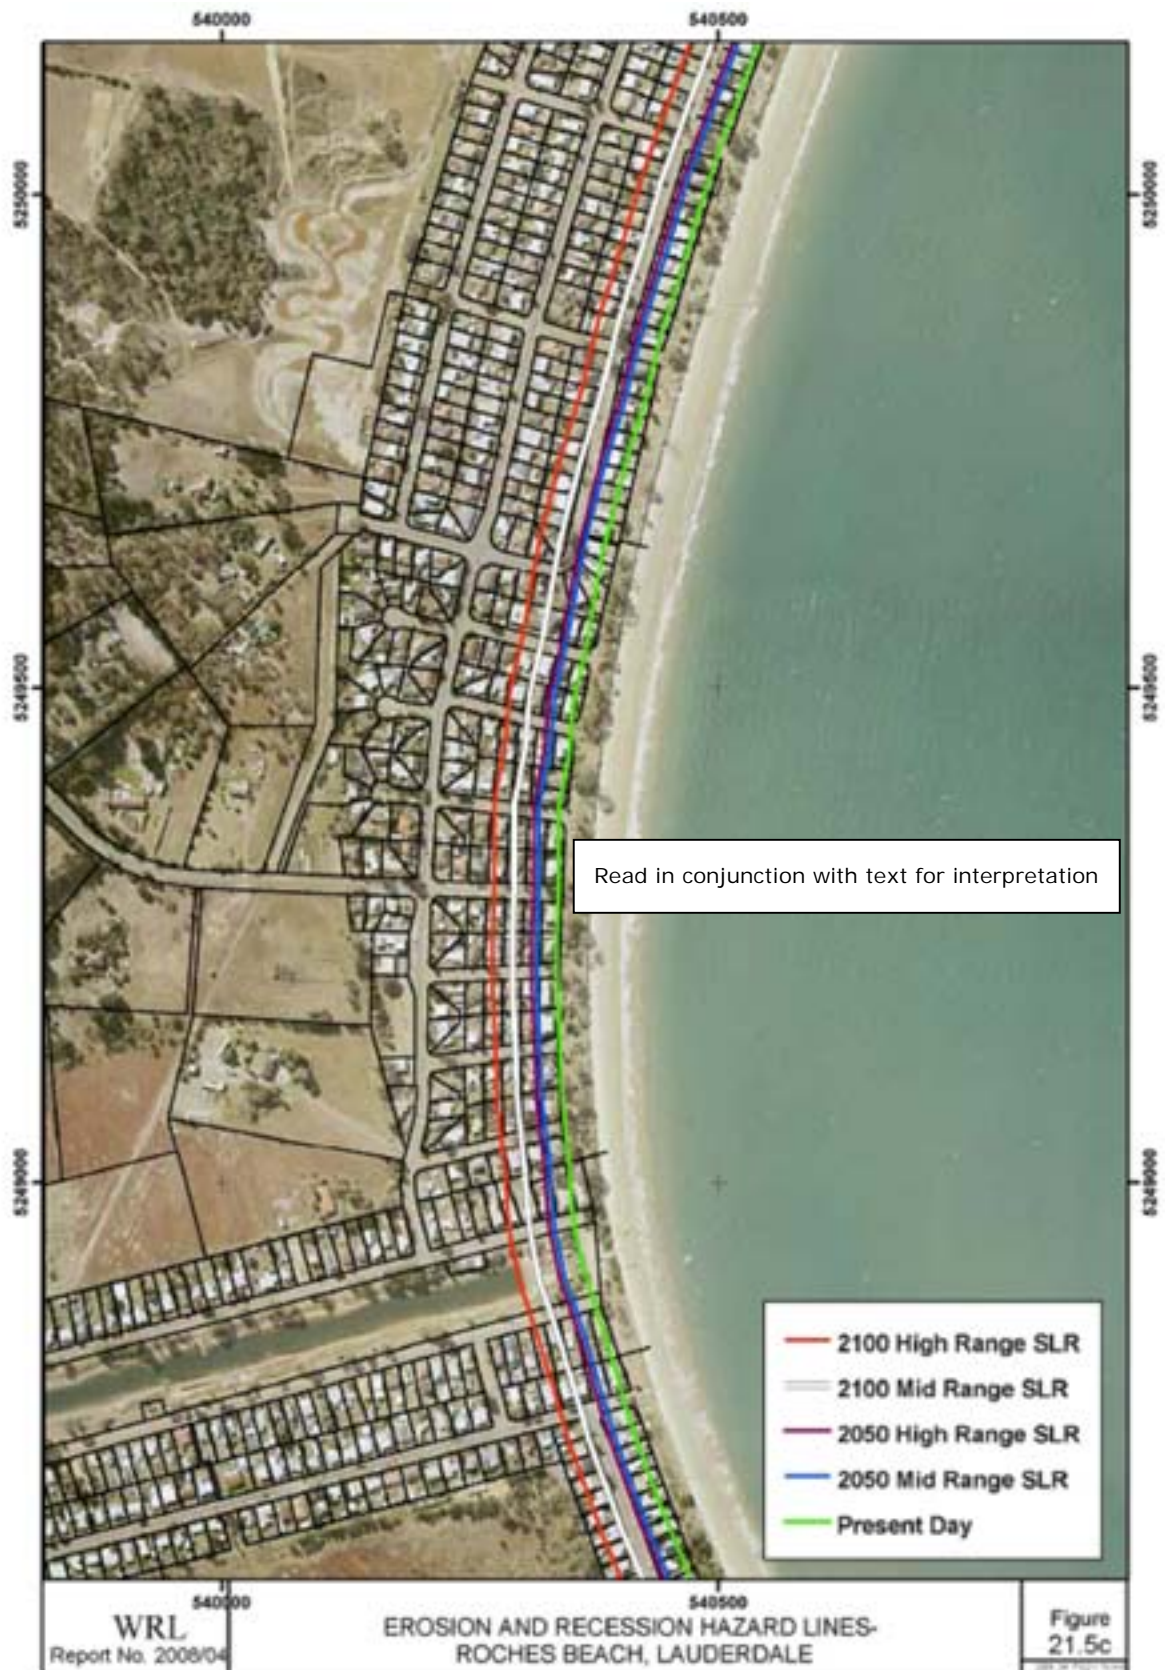 540000
540500
5250000
5250000
5249500
5249500
Read in conjunction with text for interpretation
5249000
5249000
2100 High Range SLR
2100 Mid Range SLR
2050 High Range SLR
2050 Mid Range SLR
Present Day
540000
540500
WRL
Report No. 2008/04
EROSION AND RECESSION HAZARD LINES-
ROCHES BEACH, LAUDERDALE
Figure
21.5c